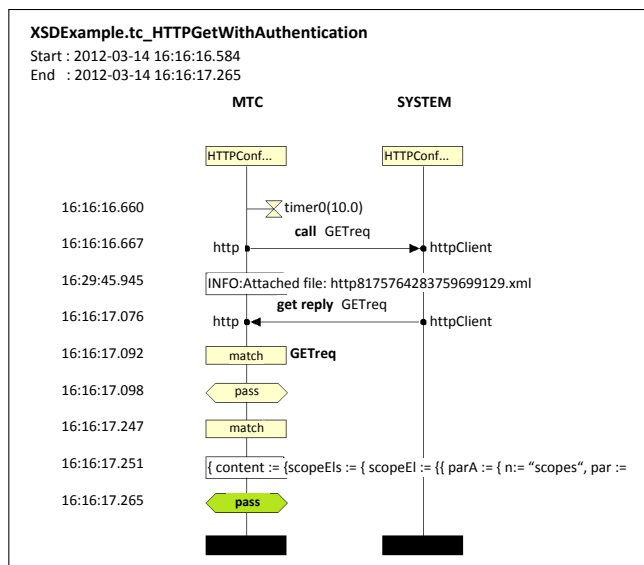 XSDExample.tc_HTTPGetWithAuthentication
Start : 2012-03-14 16:16:16.584
End : 2012-03-14 16:16:17.265
MTC SYSTEM
HTTPConf... HTTPConf...
16:16:16.660 timer0(10.0)
call GETreq
16:16:16.667 http httpClient
16:29:45.945 INFO:Attached file: http8175764283759699129.xml
get reply GETreq
16:16:17.076 http httpClient
16:16:17.092 match GETreq
16:16:17.098 pass
16:16:17.247 match
16:16:17.251 { content := {scopeEls := { scopeEl := {{ parA := { n:= “scopes“, par :=
16:16:17.265 pass